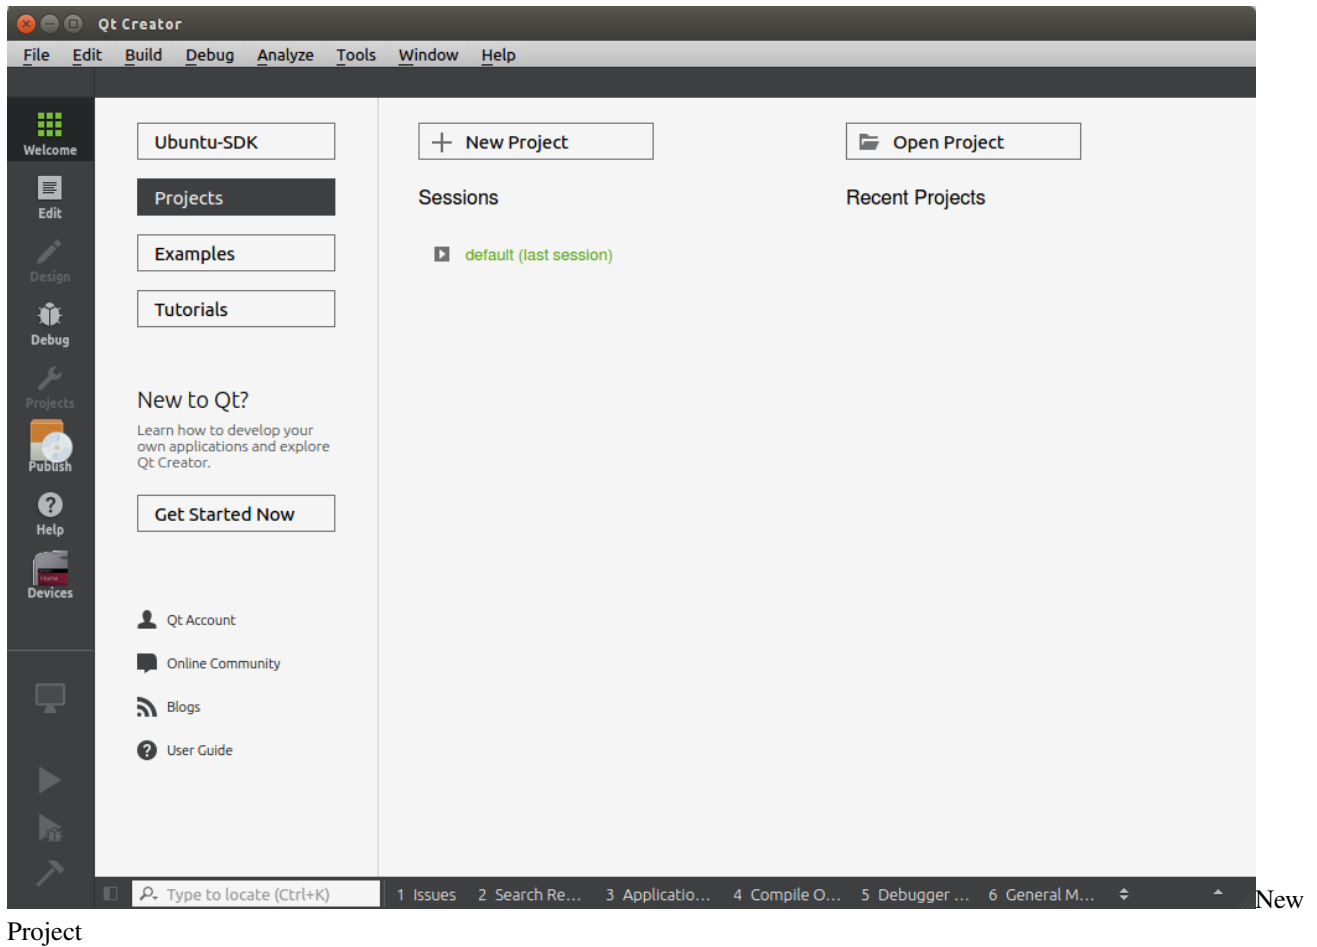 Qt Creator
File Edit Build Debug Analyze Tools Window Help
Welcome
Edit
Design
Debug
Projects
Publish
Help
Devices
Ubuntu-SDK
Projects
Examples
Tutorials
New to Qt?
Learn how to develop your
own applications and explore
Qt Creator.
Get Started Now
Qt Account
Online Community
Blogs
User Guide
New Project
Sessions
default (last session)
Open Project
Recent Projects
Type to locate (Ctrl+K)
1 Issues 2 Search Re... 3 Applicatio... 4 Compile O... 5 Debugger ... 6 General M...
New
Project